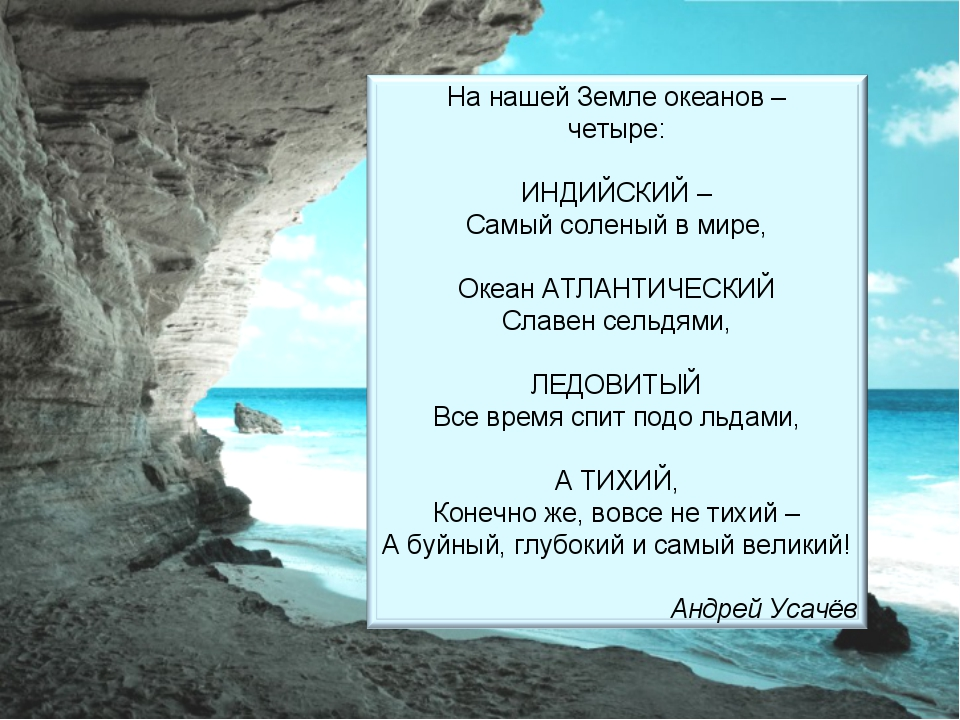 На нашей Земле океанов –
четыре:
ИНДИЙСКИЙ –
Самый соленый в мире,
Океан АТЛАНТИЧЕСКИЙ
Славен сельдями,
ЛЕДОВИТЫЙ
Все время спит подо льдами,
А ТИХИЙ,
Конечно же, вовсе не тихий –
А буйный, глубокий и самый великий!
Андрей Усачёв